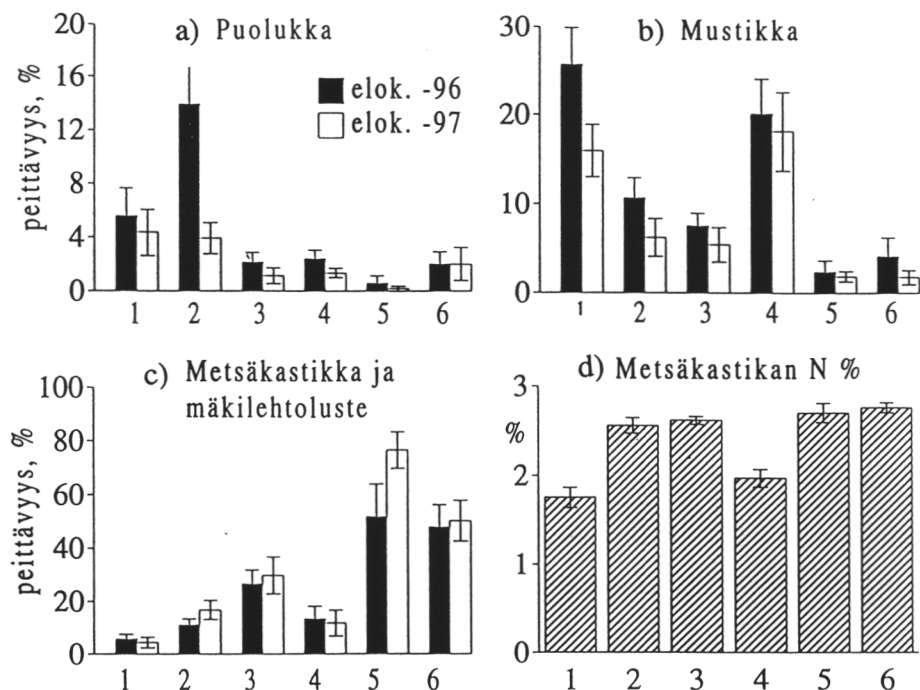 a) Puolukka
peittävyys, %
20
16
12
8
4
0
elok. -96
elok. -97
1 2 3 4 5 6
b) Mustikka
30
20
10
0
1 2 3 4 5 6
c) Metsäkastikka ja
mäkilehtoluste
peittävyys, %
100
80
60
40
20
0
1 2 3 4 5 6
d) Metsäkastikan N %
3
%
2
1
0
1 2 3 4 5 6